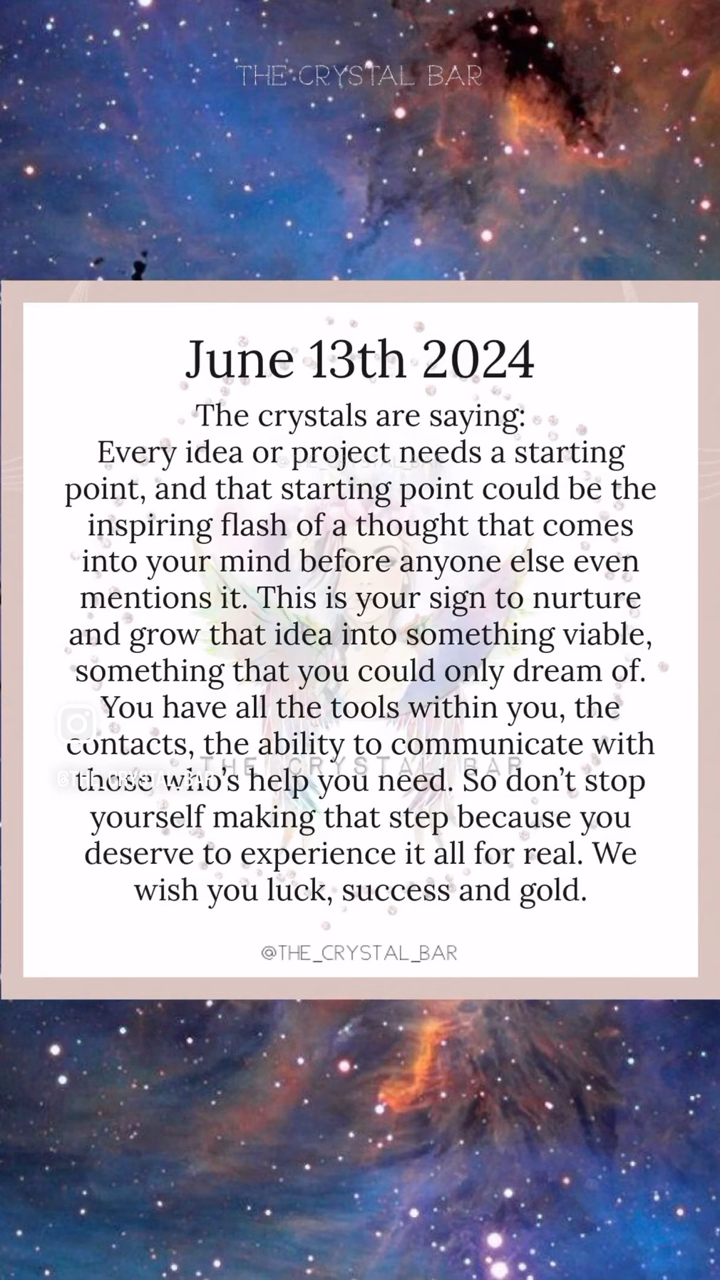 THE CRYSTAL BAR
June 13th 2024
The crystals are saying:
Every idea or project needs a starting
point, and that starting point could be the
inspiring flash of a thought that comes
into your mind before anyone else even
mentions it. This is your sign to nurture
and grow that idea into something viable,
something that you could only dream of.
You have all the tools within you, the
contacts, the ability to communicate with
THE CRYSTAL BAR
@THE_CRYSTAL_BAR
those who's help you need. So don't stop
yourself making that step because you
deserve to experience it all for real. We
wish you luck, success and gold.
@THE_CRYSTAL_BAR